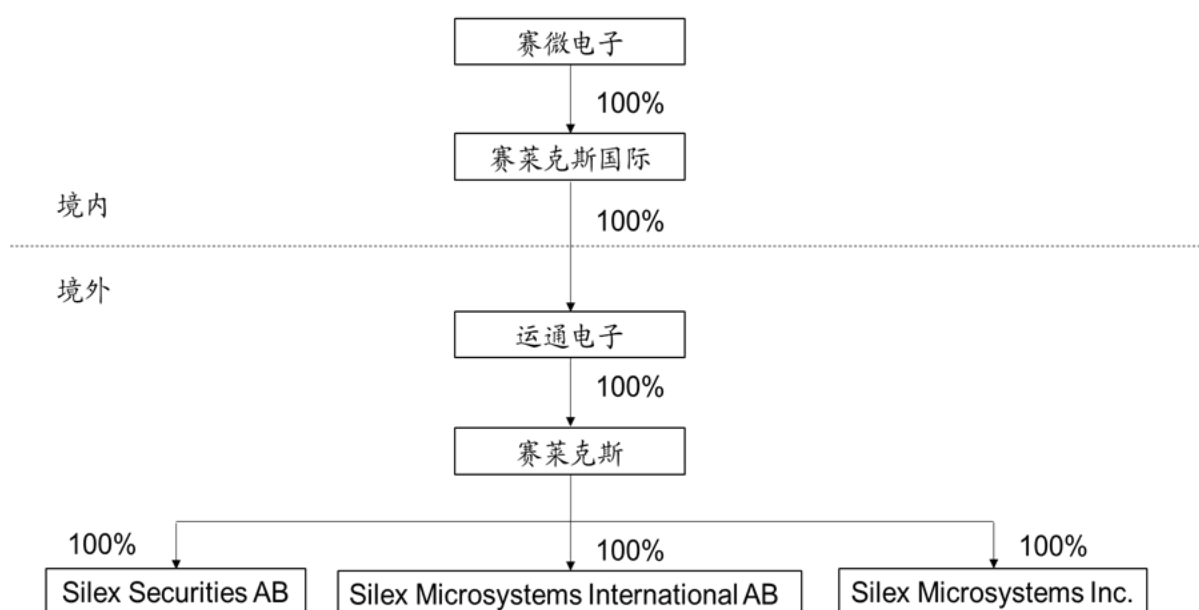 赛微电子
100%
赛莱克斯国际
境内
100%
境外
运通电子
100%
赛莱克斯
100%
100%
100%
Silex Securities AB
Silex Microsystems International AB
Silex Microsystems Inc.